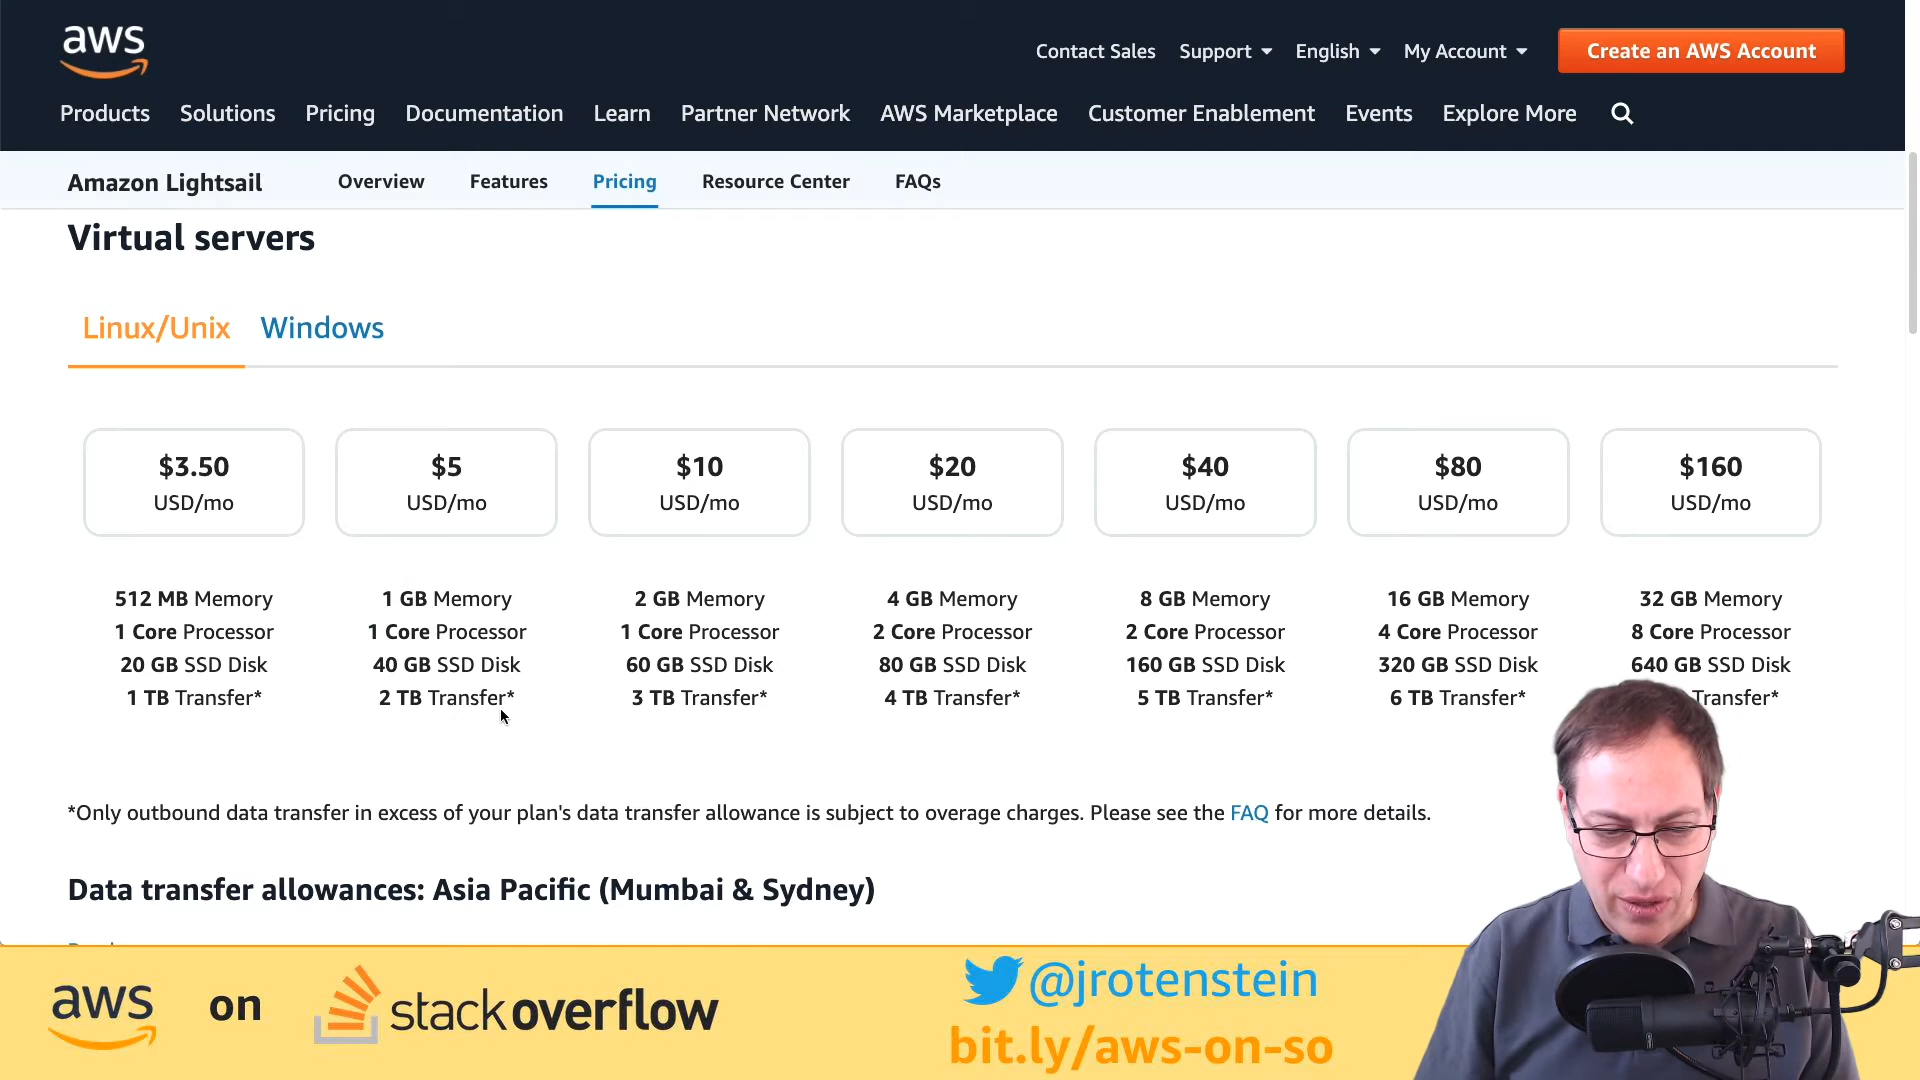 aws
Contact Sales Support English My Account Create an AWS Account
Products Solutions Pricing Documentation Learn Partner Network AWS Marketplace Customer Enablement Events Explore More
Amazon Lightsail Overview Features Pricing Resource Center FAQs
Virtual servers
Linux/Unix Windows
$3.50 $5 $10 $20 $40 $80 $160
USD/mo USD/mo USD/mo USD/mo USD/mo USD/mo USD/mo
512 MB Memory 1 GB Memory 2 GB Memory 4 GB Memory 8 GB Memory 16 GB Memory 32 GB Memory
1 Core Processor 1 Core Processor 1 Core Processor 2 Core Processor 2 Core Processor 4 Core Processor 8 Core Processor
20 GB SSD Disk 40 GB SSD Disk 60 GB SSD Disk 80 GB SSD Disk 160 GB SSD Disk 320 GB SSD Disk 640 GB SSD Disk
1 TB Transfer* 2 TB Transfer* 3 TB Transfer* 4 TB Transfer* 5 TB Transfer* 6 TB Transfer* Transfer*
*Only outbound data transfer in excess of your plan's data transfer allowance is subject to overage charges. Please see the FAQ for more details.
Data transfer allowances: Asia Pacific (Mumbai & Sydney)
aws on stackoverflow @jrotenstein
bit.ly/aws-on-so